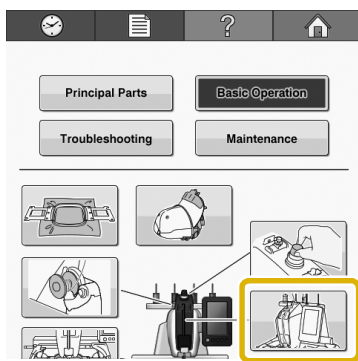 ?
Principal Parts
Basic Operation
Troubleshooting
Maintenance